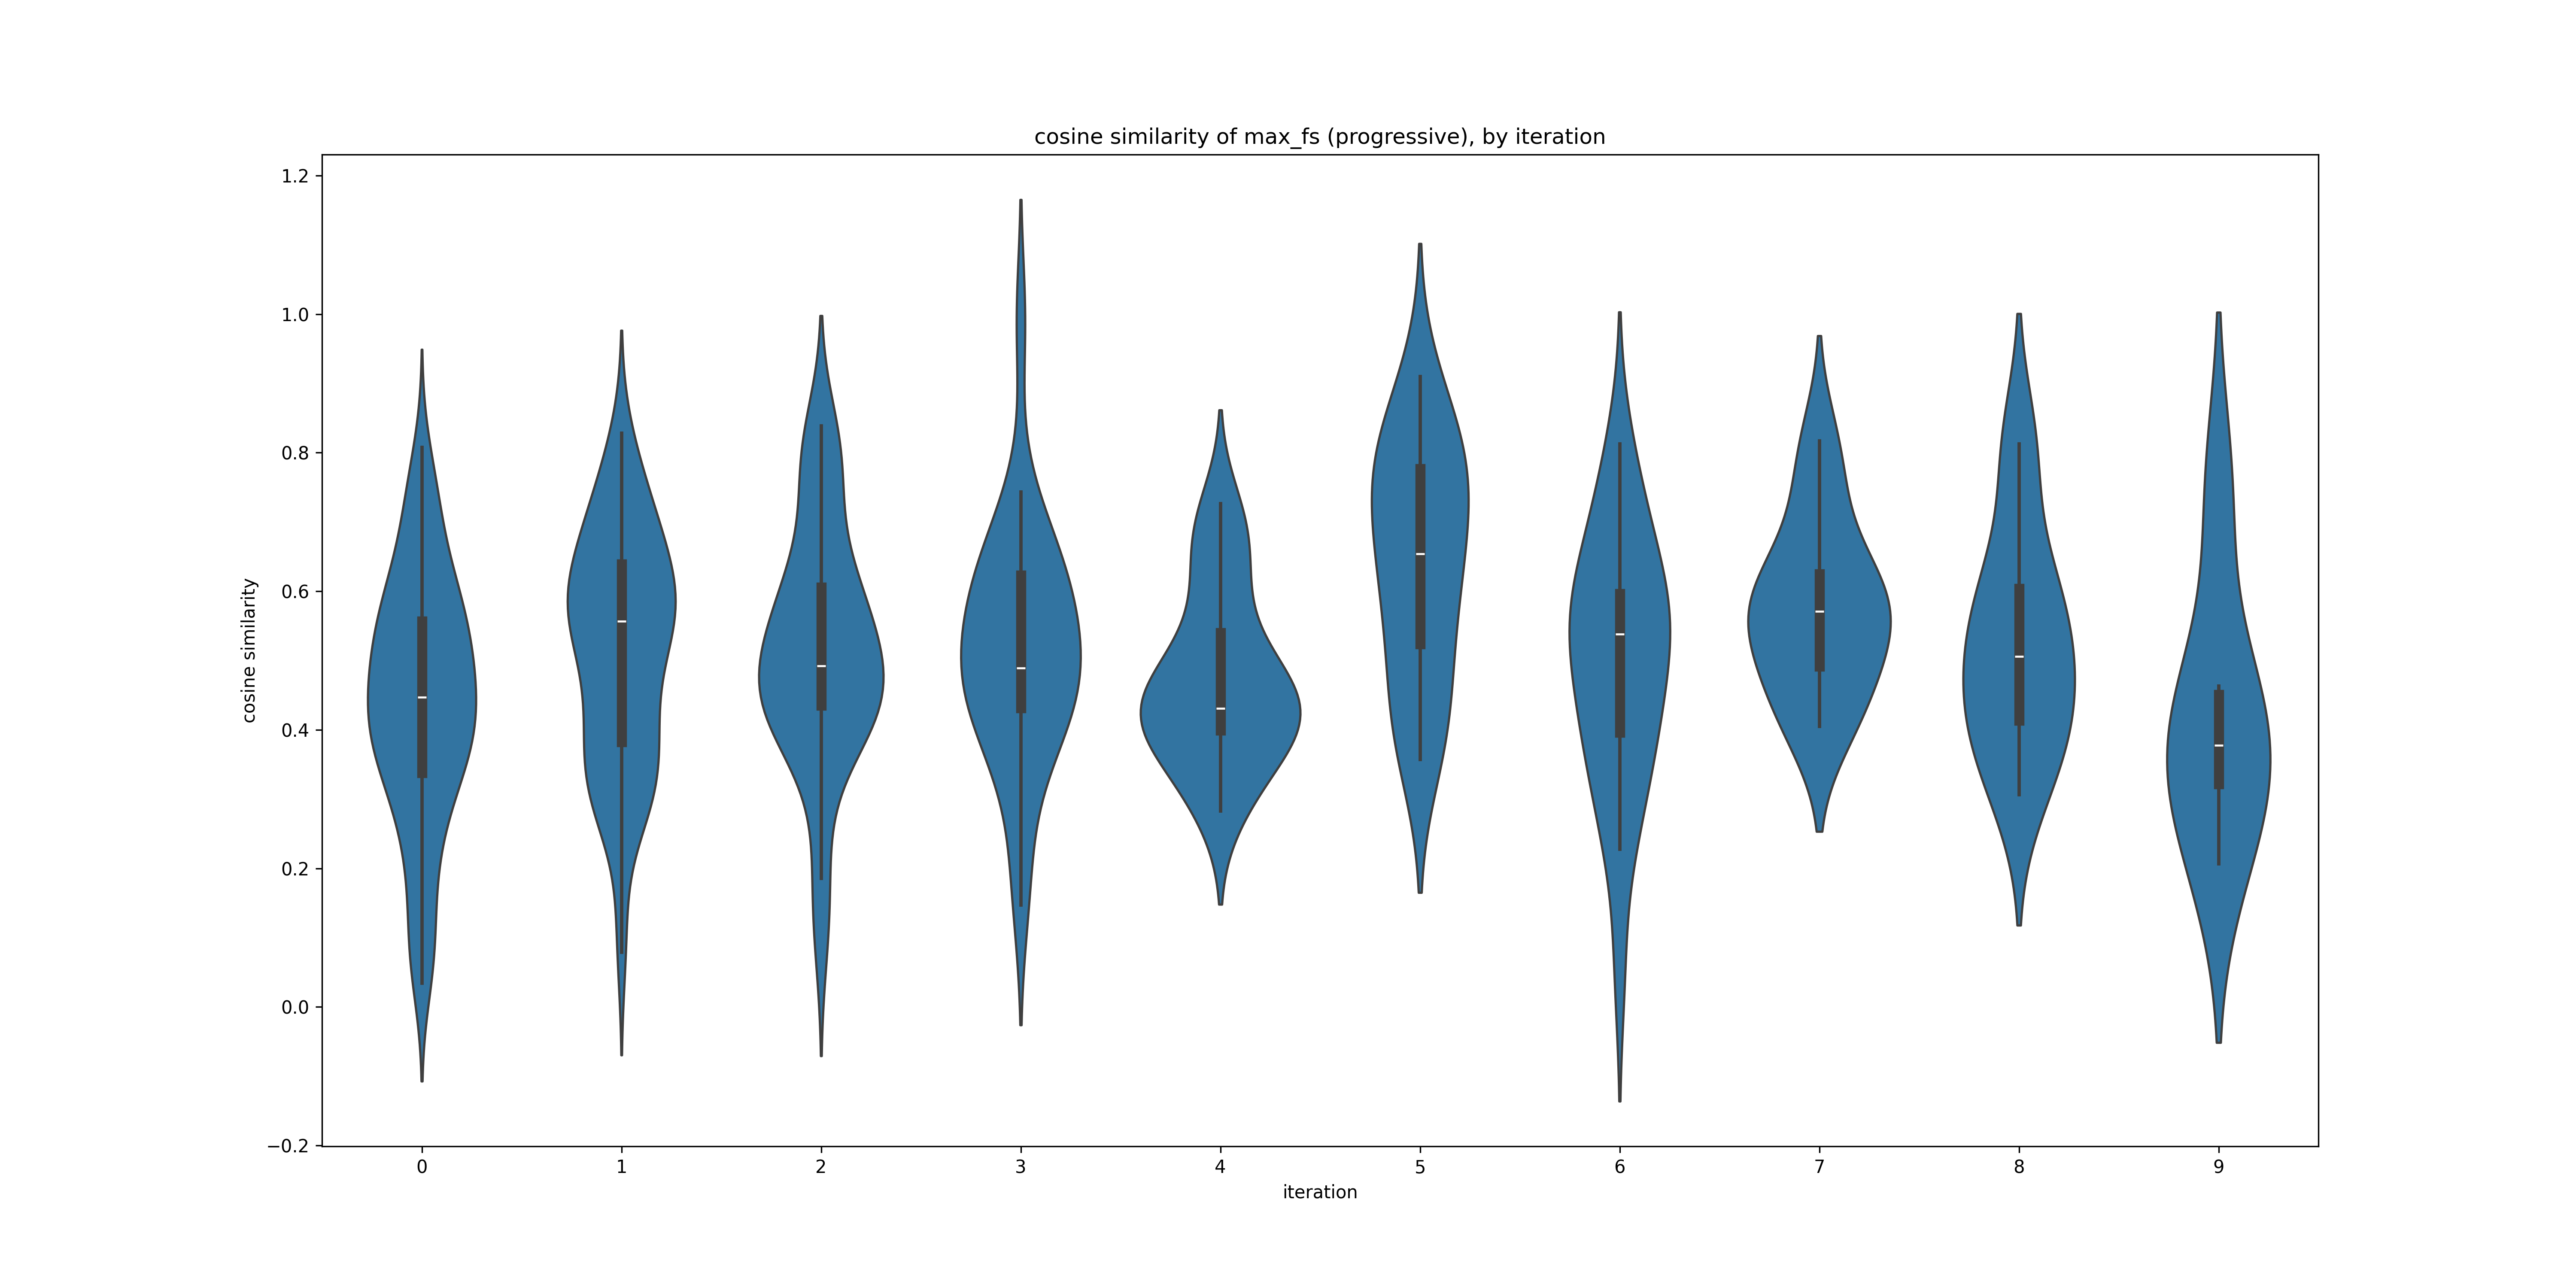 cosine similarity of max_fs (progressive), by iteration
1.2
1.0
0.8
0.6
0.4
0.2
0.0
−0.2
cosine similarity
0 1 2 3 4 5 6 7 8 9
iteration